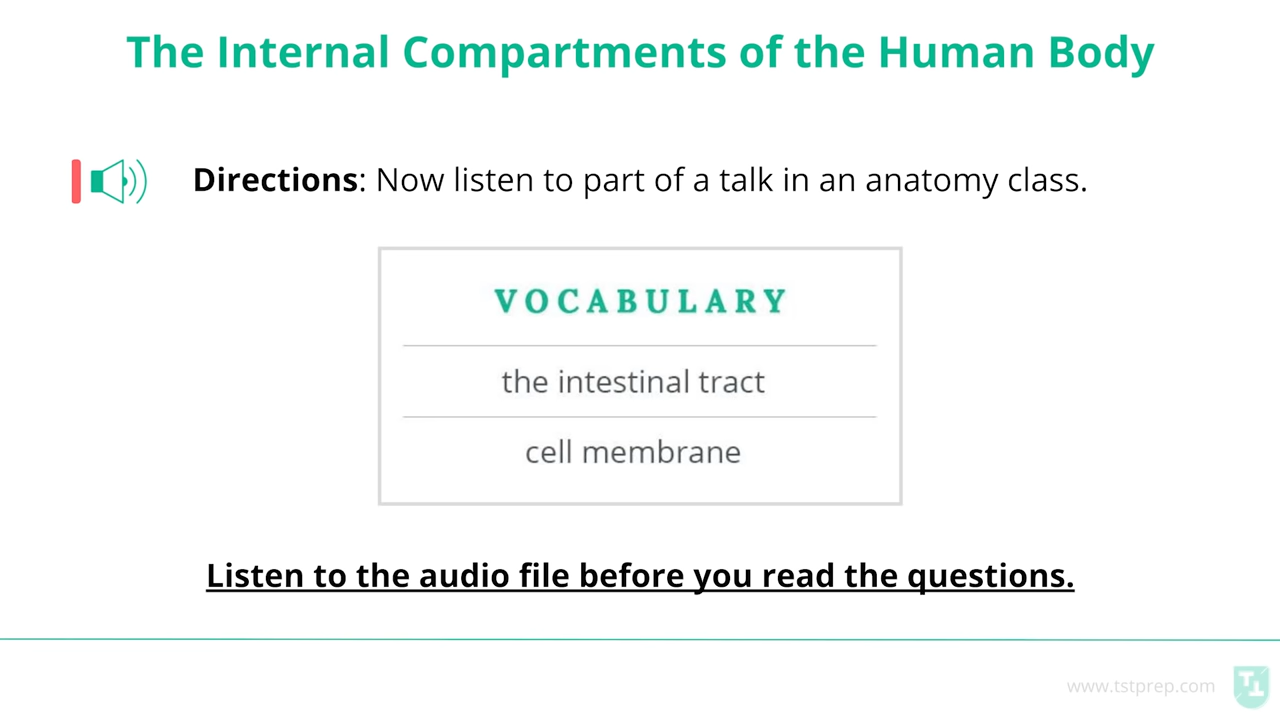 The Internal Compartments of the Human Body
Directions: Now listen to part of a talk in an anatomy class.
VOCABULARY
the intestinal tract
cell membrane
Listen to the audio file before you read the questions.
www.tstprep.com